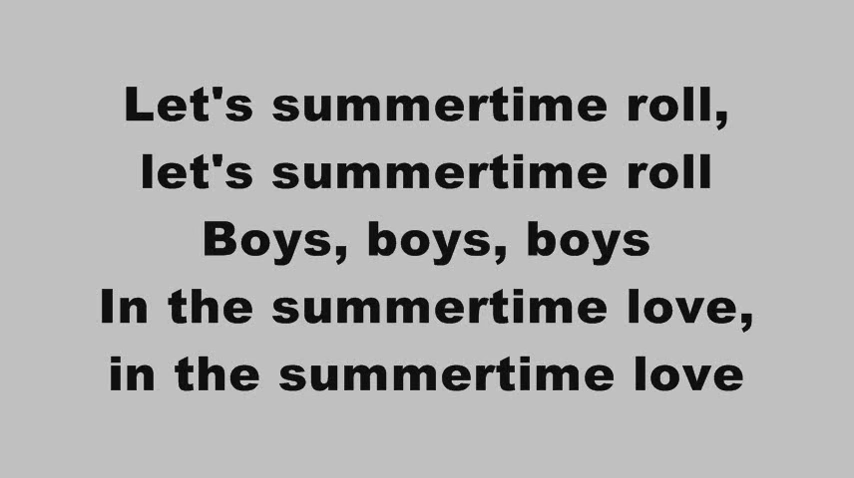 Let's summertime roll,
let's summertime roll
Boys, boys, boys
In the summertime love,
in the summertime love